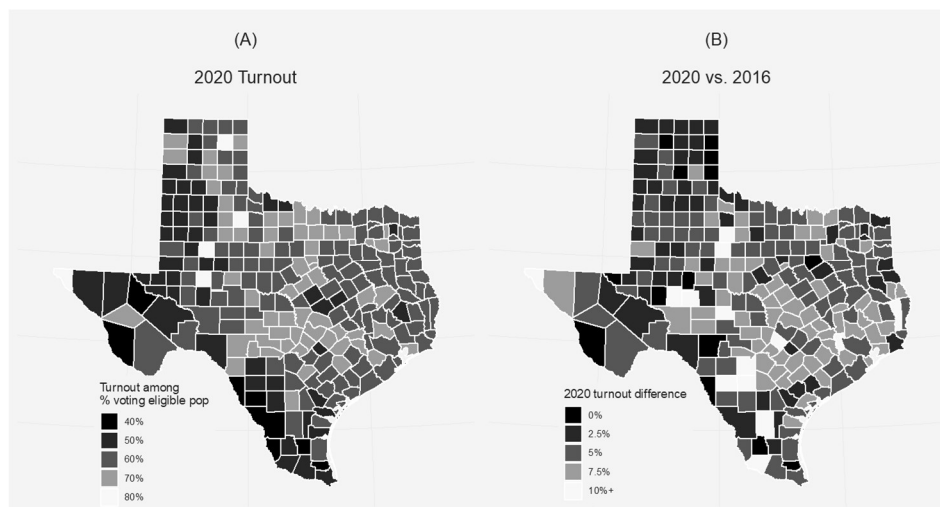 (A)
2020 Turnout
Turnout among
% voting eligible pop
40%
50%
60%
70%
80%
(B)
2020 vs. 2016
2020 turnout difference
0%
2.5%
5%
7.5%
10%+